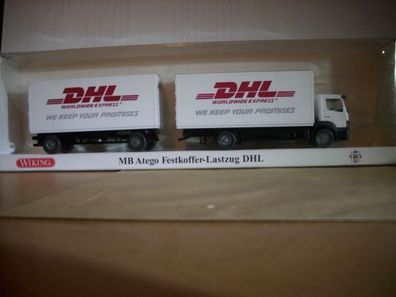 DHL
WORLDWIDE EXPRESS
WE KEEP YOUR PROMISES
DHL
WORLDWIDE EXPRESS
WE KEEP YOUR PROMISES
WIKING
MB Atego Festkoffer-Lastzug DHL